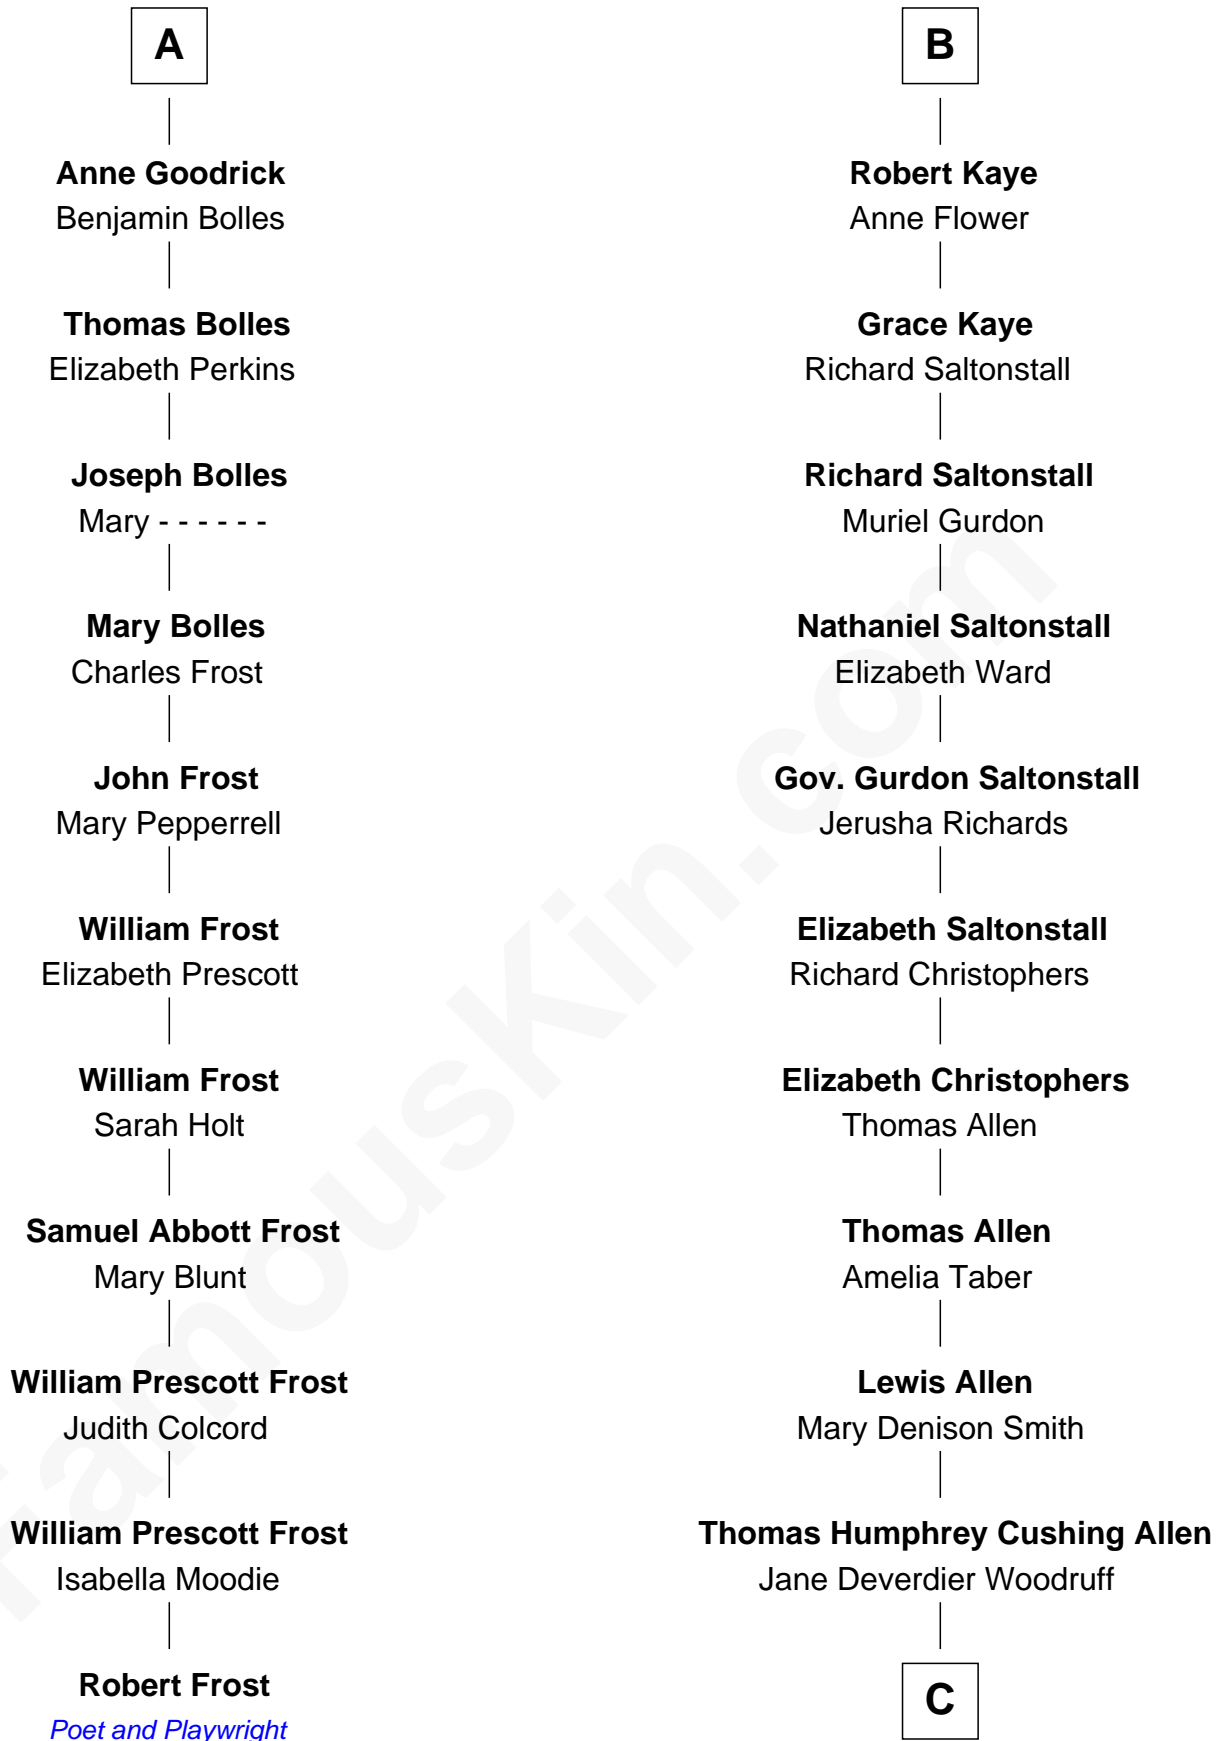 A
Anne Goodrick
Benjamin Bolles
Thomas Bolles
Elizabeth Perkins
Joseph Bolles
Mary - - - - - -
Mary Bolles
Charles Frost
John Frost
Mary Pepperrell
William Frost
Elizabeth Prescott
William Frost
Sarah Holt
Samuel Abbott Frost
Mary Blunt
William Prescott Frost
Judith Colcord
William Prescott Frost
Isabella Moodie
Robert Frost
Poet and Playwright
B
Robert Kaye
Anne Flower
Grace Kaye
Richard Saltonstall
Richard Saltonstall
Muriel Gurdon
Nathaniel Saltonstall
Elizabeth Ward
Gov. Gurdon Saltonstall
Jerusha Richards
Elizabeth Saltonstall
Richard Christophers
Elizabeth Christophers
Thomas Allen
Thomas Allen
Amelia Taber
Lewis Allen
Mary Denison Smith
Thomas Humphrey Cushing Allen
Jane Deverdier Woodruff
C
FamousKin.com